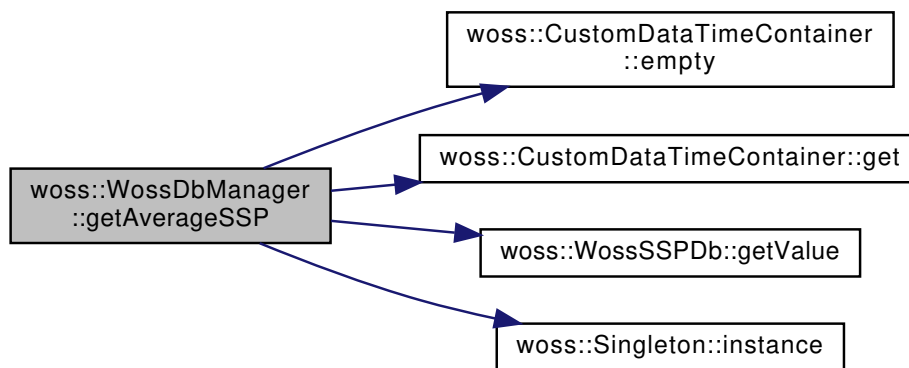 woss::CustomDataTimeContainer
::empty
woss::CustomDataTimeContainer::get
woss::WossDbManager
::getAverageSSP
woss::WossSSPDb::getValue
woss::Singleton::instance